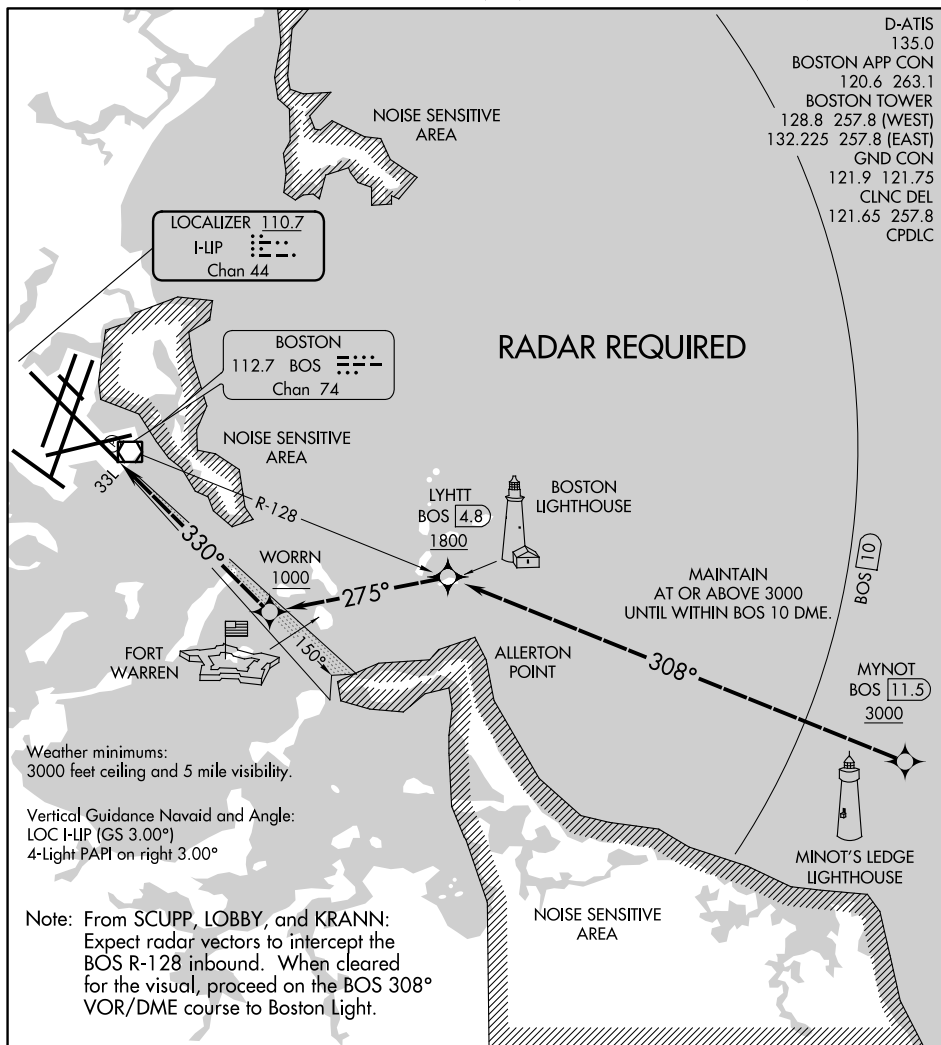 D-ATIS
135.0
BOSTON APP CON
120.6 263.1
BOSTON TOWER
128.8 257.8 (WEST)
132.225 257.8 (EAST)
GND CON
121.9 121.75
CLNC DEL
121.65 257.8
CPDLC
NOISE SENSITIVE
AREA
LOCALIZER 110.7
I-LIP
Chan 44
RADAR REQUIRED
BOSTON
112.7 BOS
Chan 74
NOISE SENSITIVE
AREA
33L
R-128
LYHTT
BOS 4.8
1800
BOSTON
LIGHTHOUSE
BOS 10
330°
WORRN
1000
275°
MAINTAIN
AT OR ABOVE 3000
UNTIL WITHIN BOS 10 DME.
FORT
WARREN
150°
ALLERTON
POINT
308°
MYNOT
BOS 11.5
3000
Weather minimums:
3000 feet ceiling and 5 mile visibility.
Vertical Guidance Navaid and Angle:
LOC I-LIP (GS 3.00°)
4-Light PAPI on right 3.00°
MINOT'S LEDGE
LIGHTHOUSE
Note: From SCUPP, LOBBY, and KRANN:
Expect radar vectors to intercept the
BOS R-128 inbound. When cleared
for the visual, proceed on the BOS 308°
VOR/DME course to Boston Light.
NOISE SENSITIVE
AREA